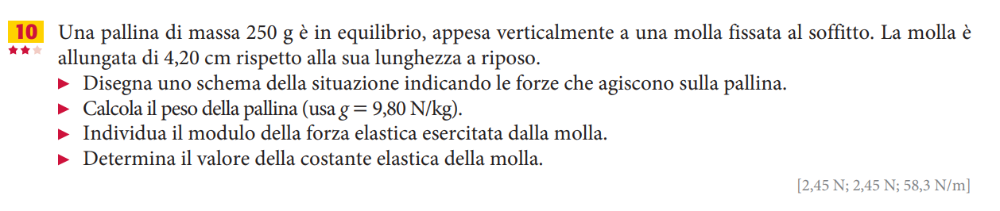 10 Una pallina di massa 250 g è in equilibrio, appesa verticalmente a una molla fissata al soffitto. La molla è
allungata di 4,20 cm rispetto alla sua lunghezza a riposo.
► Disegna uno schema della situazione indicando le forze che agiscono sulla pallina.
► Calcola il peso della pallina (usa g = 9,80 N/kg).
► Individua il modulo della forza elastica esercitata dalla molla.
► Determina il valore della costante elastica della molla.
[2,45 N; 2,45 N; 58,3 N/m]